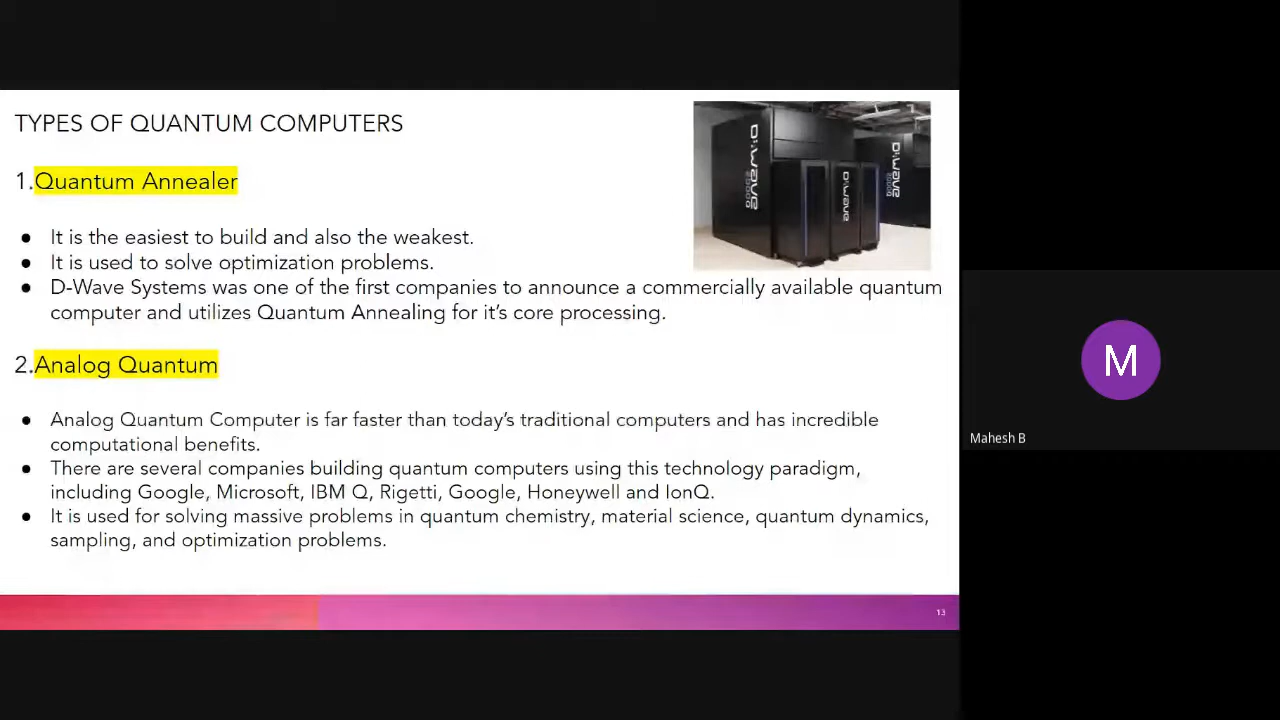 TYPES OF QUANTUM COMPUTERS
D:WAVE
2000Q
D:WAVE
D:WAVE
1.Quantum Annealer
● It is the easiest to build and also the weakest.
● It is used to solve optimization problems.
● D-Wave Systems was one of the first companies to announce a commercially available quantum
computer and utilizes Quantum Annealing for it's core processing.
2.Analog Quantum
● Analog Quantum Computer is far faster than today's traditional computers and has incredible
computational benefits.
● There are several companies building quantum computers using this technology paradigm,
including Google, Microsoft, IBM Q, Rigetti, Google, Honeywell and IonQ.
● It is used for solving massive problems in quantum chemistry, material science, quantum dynamics,
sampling, and optimization problems.
13
M
Mahesh B